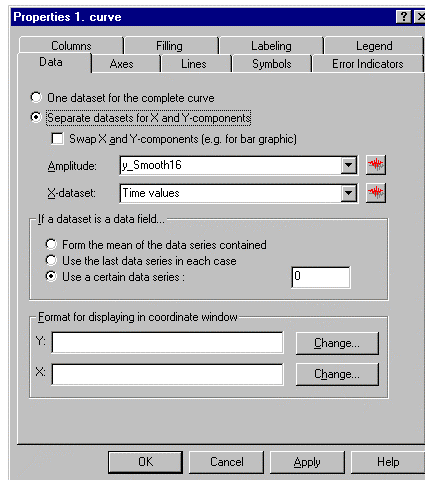 Properties 1. curve
Columns Filling Labeling Legend
Data Axes Lines Symbols Error Indicators
One dataset for the complete curve
Separate datasets for X and Y-components
Swap X and Y-components (e.g. for bar graphic)
Amplitude: y_Smooth16
X-dataset: Time values
If a dataset is a data field...
Form the mean of the data series contained
Use the last data series in each case
Use a certain data series : 0
Format for displaying in coordinate window
Y: Change...
X: Change...
OK Cancel Apply Help